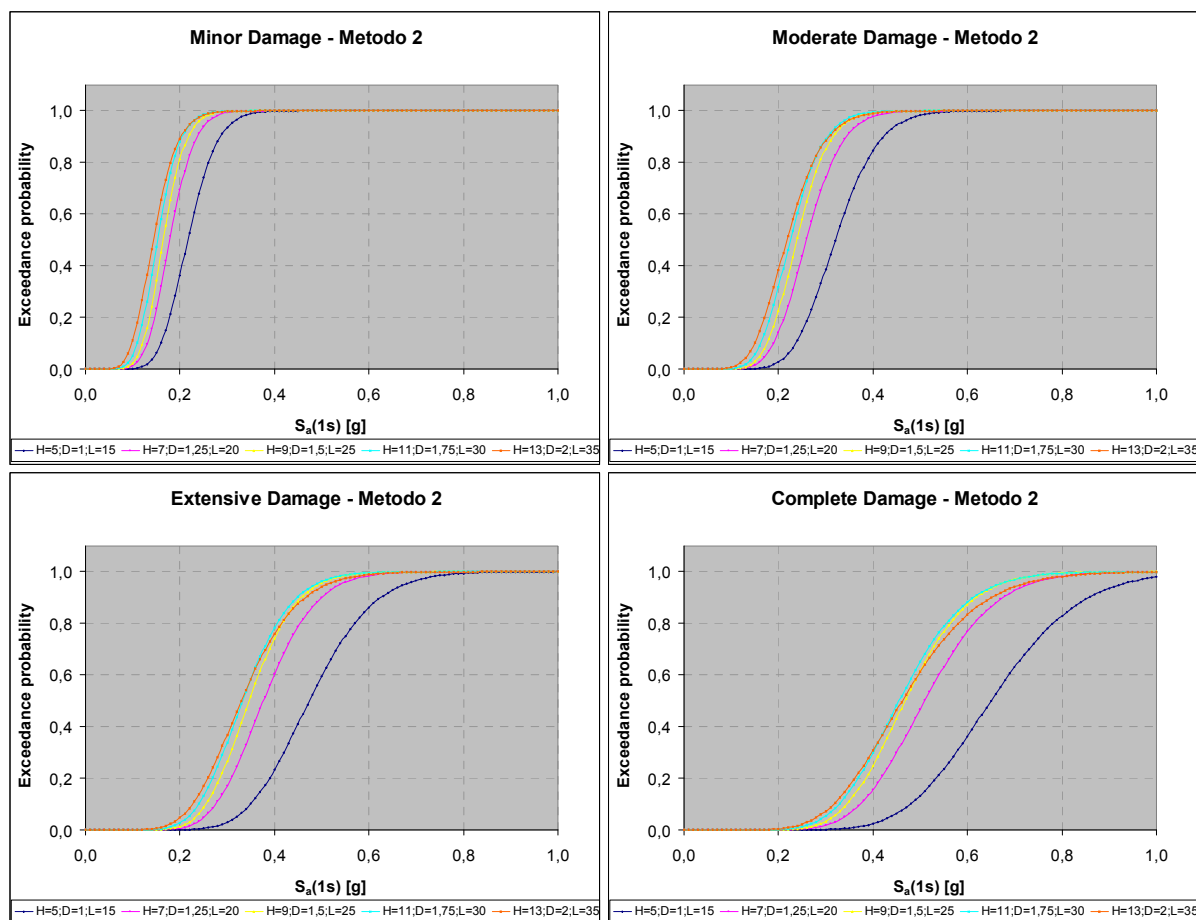 Minor Damage - Metodo 2
Exceedance probability
1,0
0,8
0,6
0,4
0,2
0,0
0,0 0,2 0,4 0,6 0,8 1,0
Sa(1s) [g]
H=5;D=1;L=15 H=7;D=1,25;L=20 H=9;D=1,5;L=25 H=11;D=1,75;L=30 H=13;D=2;L=35
Moderate Damage - Metodo 2
Exceedance probability
1,0
0,8
0,6
0,4
0,2
0,0
0,0 0,2 0,4 0,6 0,8 1,0
Sa(1s) [g]
H=5;D=1;L=15 H=7;D=1,25;L=20 H=9;D=1,5;L=25 H=11;D=1,75;L=30 H=13;D=2;L=35
Extensive Damage - Metodo 2
Exceedance probability
1,0
0,8
0,6
0,4
0,2
0,0
0,0 0,2 0,4 0,6 0,8 1,0
Sa(1s) [g]
H=5;D=1;L=15 H=7;D=1,25;L=20 H=9;D=1,5;L=25 H=11;D=1,75;L=30 H=13;D=2;L=35
Complete Damage - Metodo 2
Exceedance probability
1,0
0,8
0,6
0,4
0,2
0,0
0,0 0,2 0,4 0,6 0,8 1,0
Sa(1s) [g]
H=5;D=1;L=15 H=7;D=1,25;L=20 H=9;D=1,5;L=25 H=11;D=1,75;L=30 H=13;D=2;L=35